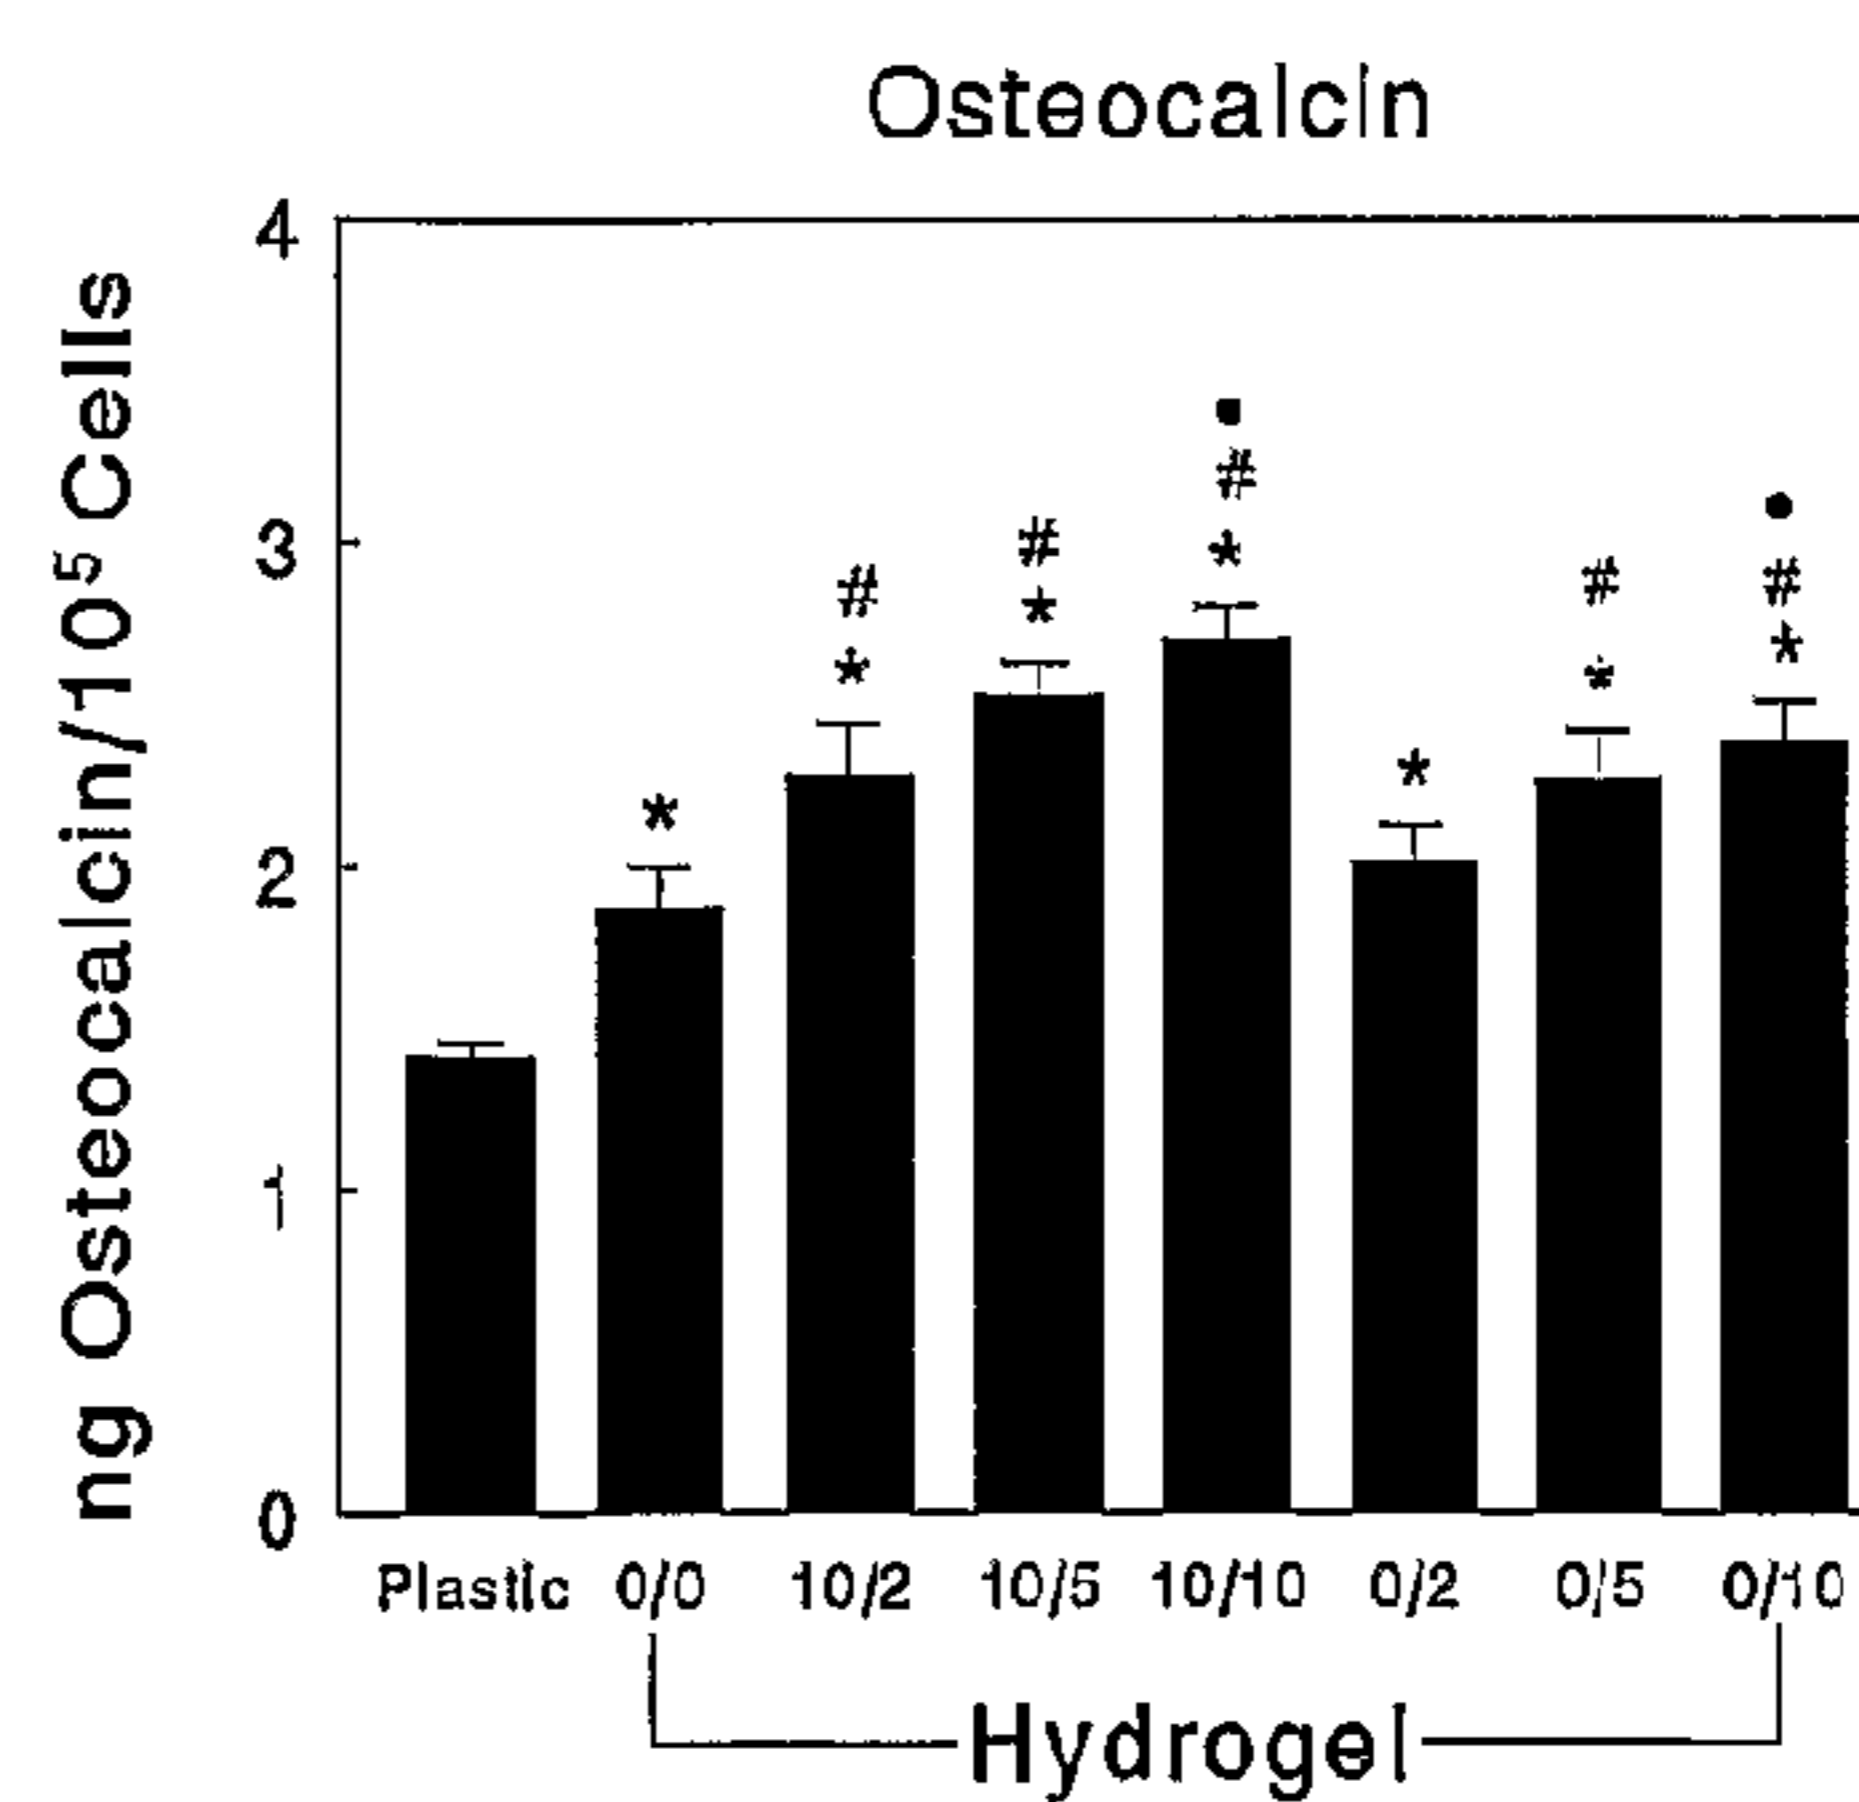 Osteocalcin
ng Osteocalcin/10⁵ Cells
4
3
2
1
0
•
# # • #
* * # #
* * * *
* *
Plastic 0/0 10/2 10/5 10/10 0/2 0/5 0/10
Hydrogel